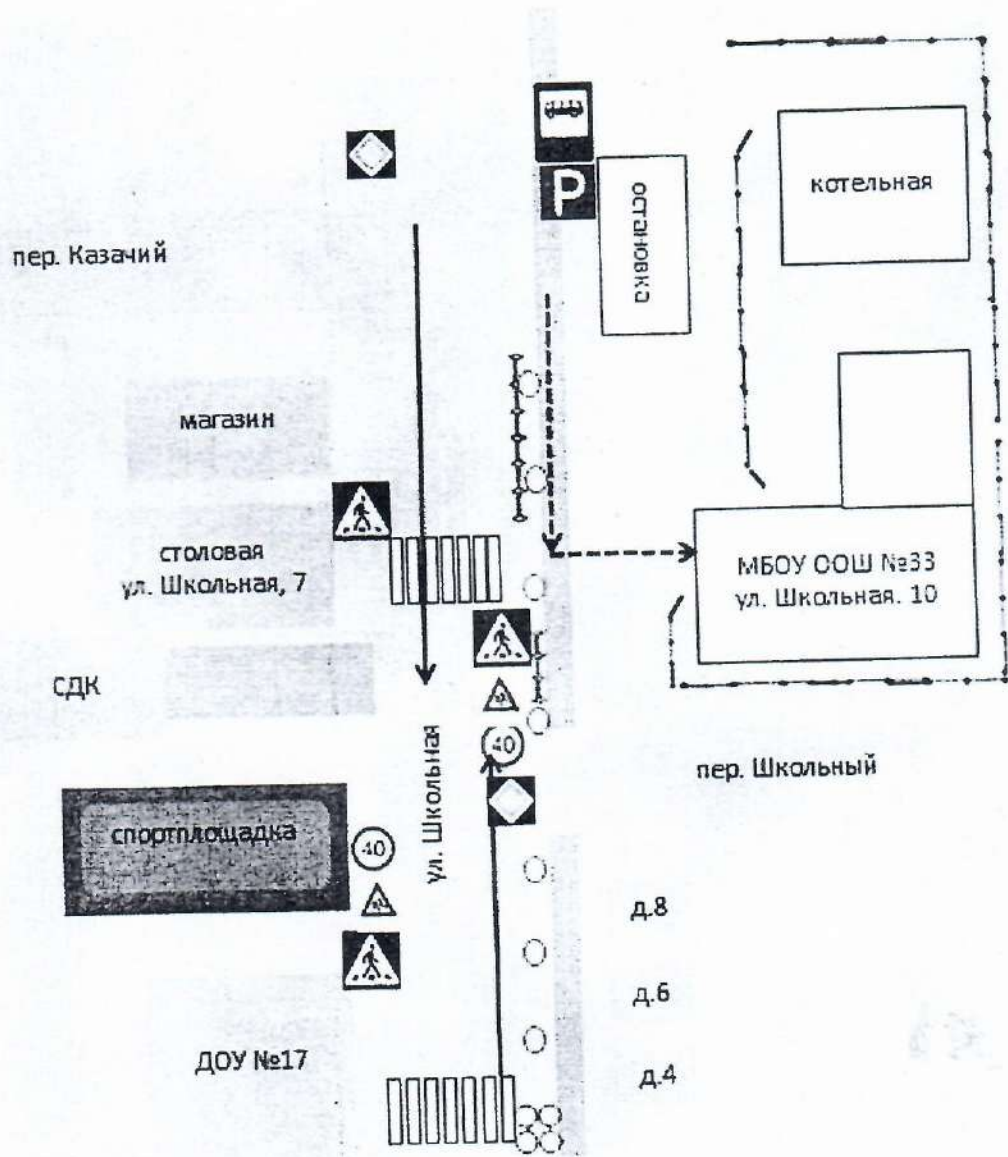 P
остановка
котельная
пер. Казачий
магазин
столовая
ул. Школьная, 7
МБОУ ООШ №33
ул. Школьная. 10
СДК
40
ул. Школьная
пер. Школьный
спортплощадка
40
д.8
д.6
ДОУ №17
д.4